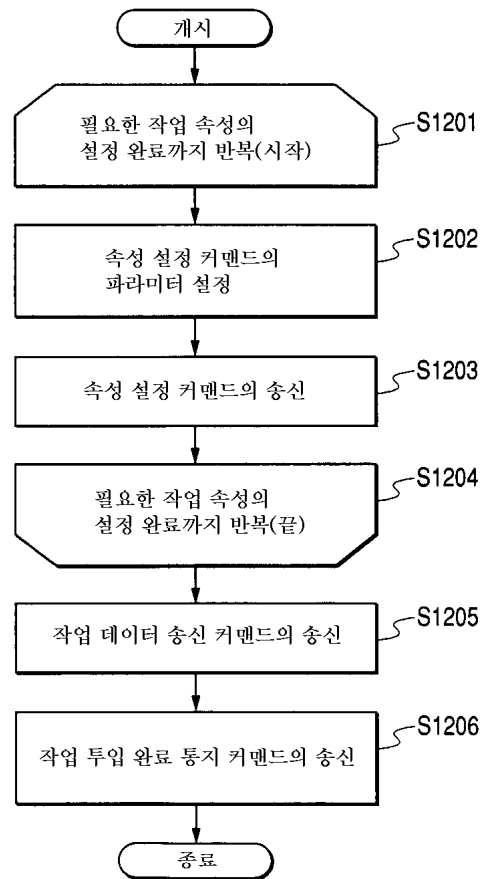 개시
필요한 작업 속성의
설정 완료까지 반복(시작)
S1201
속성 설정 커맨드의
파라미터 설정
S1202
속성 설정 커맨드의 송신
S1203
필요한 작업 속성의
설정 완료까지 반복(끝)
S1204
작업 데이터 송신 커맨드의 송신
S1205
작업 투입 완료 통지 커맨드의 송신
S1206
종료